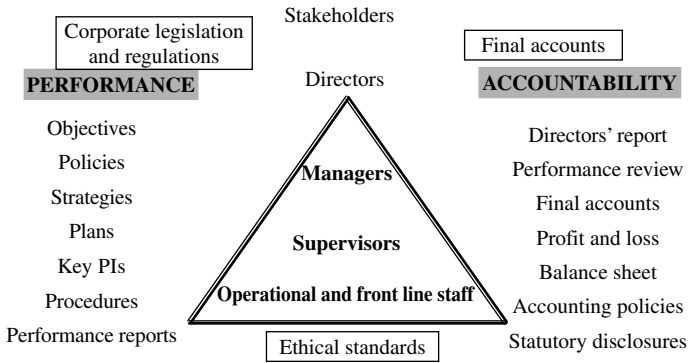 Stakeholders
Corporate legislation
and regulations
Final accounts
PERFORMANCE
Directors
ACCOUNTABILITY
Objectives
Policies
Strategies
Plans
Key PIs
Procedures
Performance reports
Managers
Supervisors
Operational and front line staff
Ethical standards
Directors' report
Performance review
Final accounts
Profit and loss
Balance sheet
Accounting policies
Statutory disclosures